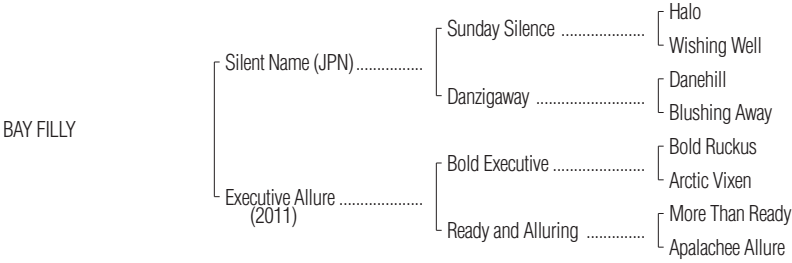 Halo
Sunday Silence ....................
Wishing Well
Silent Name (JPN) ................
Danehill
Danzigaway ..........................
Blushing Away
BAY FILLY
Bold Ruckus
Bold Executive ......................
Arctic Vixen
Executive Allure ....................
(2011)
More Than Ready
Ready and Alluring ..............
Apalachee Allure